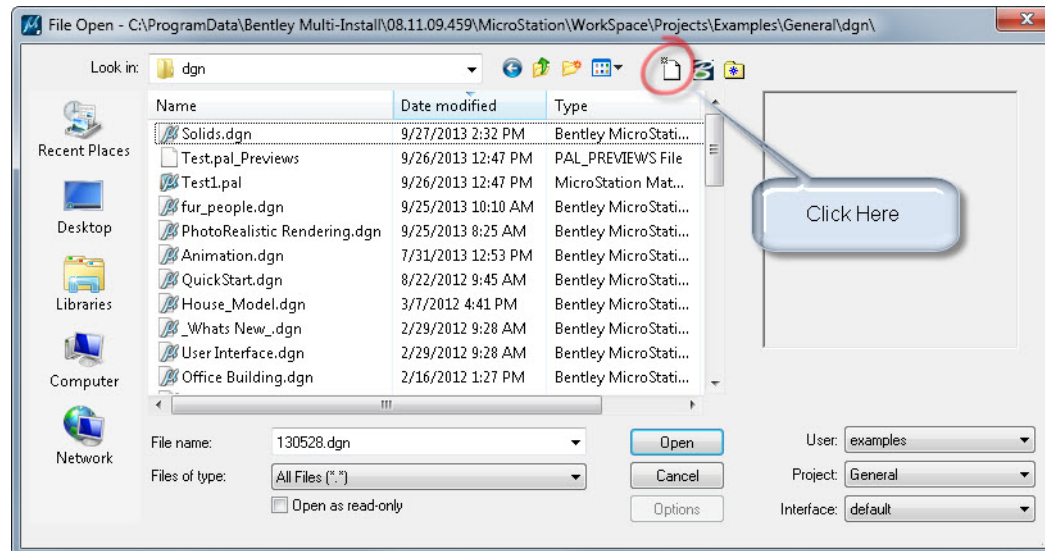 File Open - C:\ProgramData\Bentley Multi-Install\08.11.09.459\MicroStation\WorkSpace\Projects\Examples\General\dgn\
Look in: dgn
Name Date modified Type
Solids.dgn 9/27/2013 2:32 PM Bentley MicroStati...
Test.pal_Previews 9/26/2013 12:47 PM PAL_PREVIEWS File
Test1.pal 9/26/2013 12:47 PM MicroStation Mat...
fur_people.dgn 9/25/2013 10:10 AM Bentley MicroStati...
PhotoRealistic Rendering.dgn 9/25/2013 8:25 AM Bentley MicroStati...
Animation.dgn 7/31/2013 12:53 PM Bentley MicroStati...
QuickStart.dgn 8/22/2012 9:45 AM Bentley MicroStati...
House_Model.dgn 3/7/2012 4:41 PM Bentley MicroStati...
_Whats New_.dgn 2/29/2012 9:28 AM Bentley MicroStati...
User Interface.dgn 2/29/2012 9:28 AM Bentley MicroStati...
Office Building.dgn 2/16/2012 1:27 PM Bentley MicroStati...
Recent Places
Desktop
Libraries
Computer
Network
Click Here
File name: 130528.dgn Open User: examples
Files of type: All Files (*.*) Cancel Project: General
Open as read-only Options Interface: default